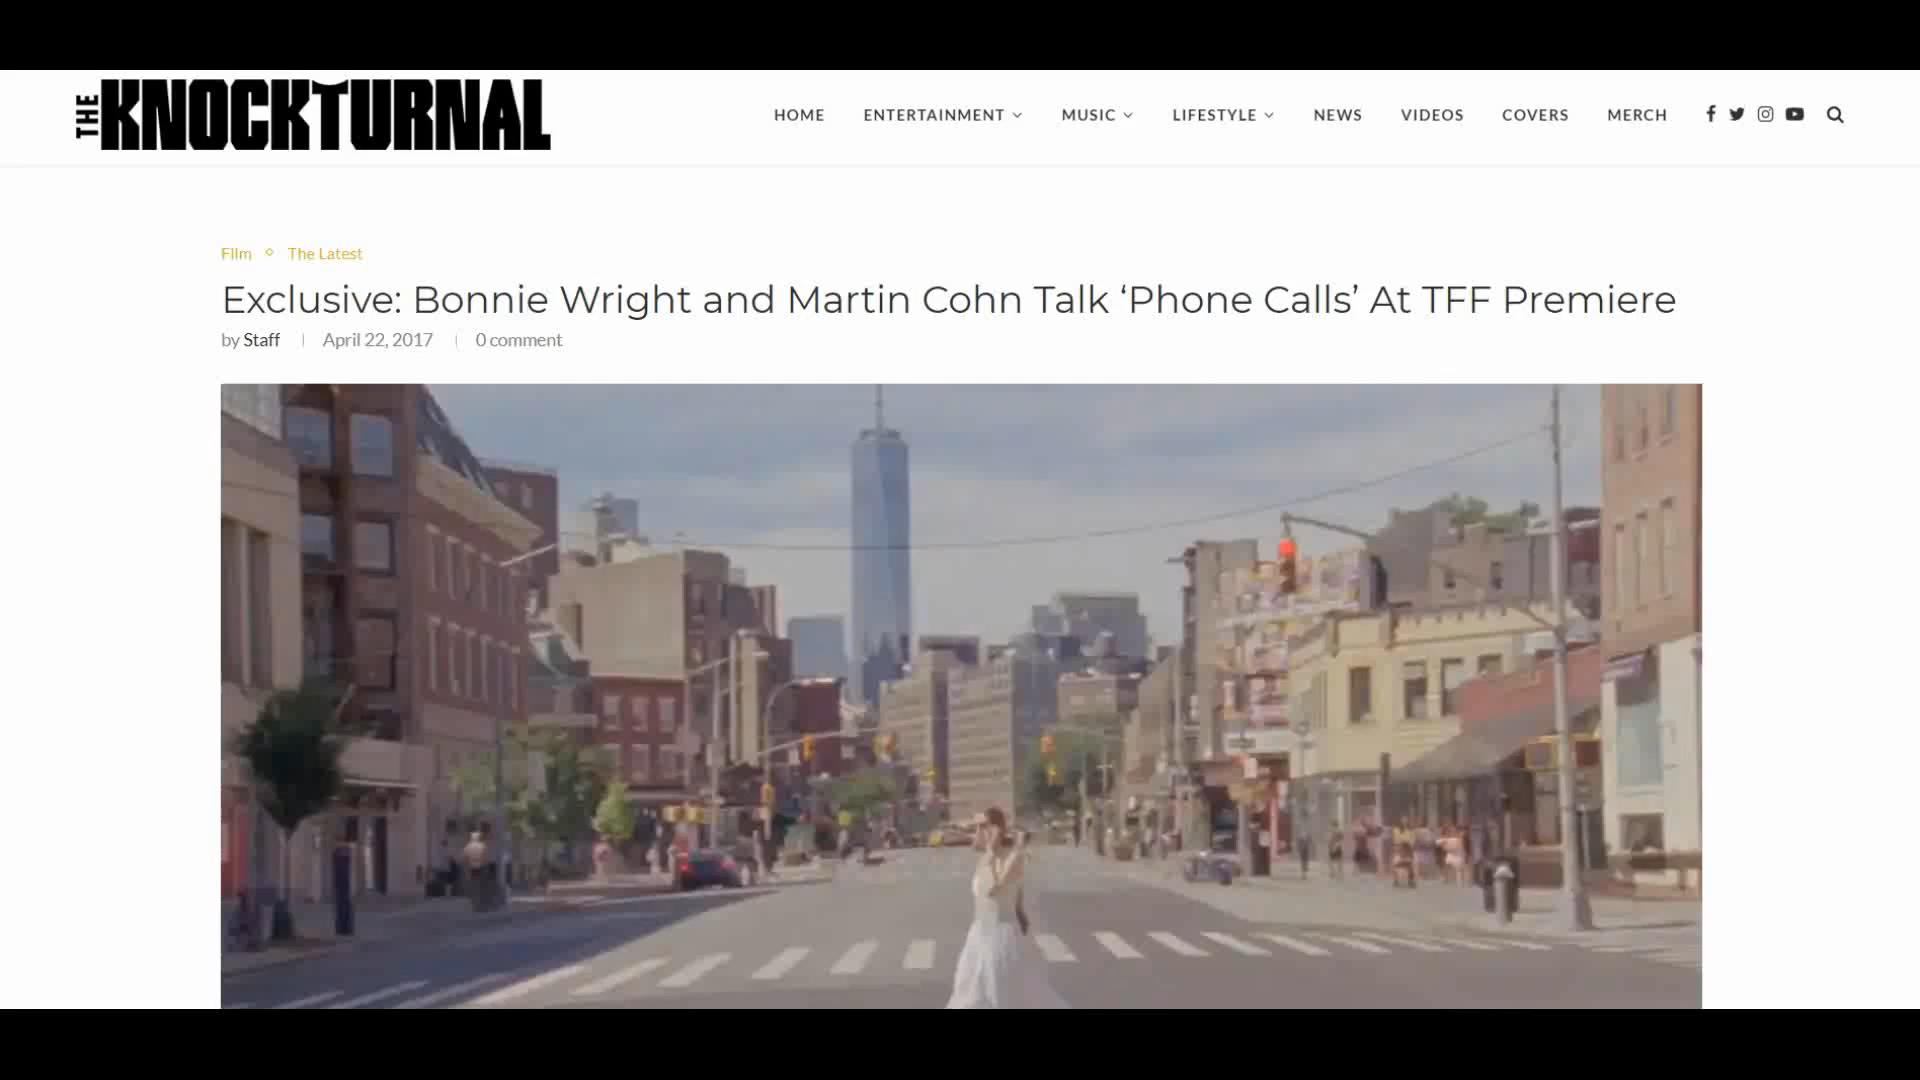 THE KNOCKTURNAL
HOME ENTERTAINMENT MUSIC LIFESTYLE NEWS VIDEOS COVERS MERCH
Film ◇ The Latest
Exclusive: Bonnie Wright and Martin Cohn Talk ‘Phone Calls’ At TFF Premiere
by Staff | April 22, 2017 | 0 comment